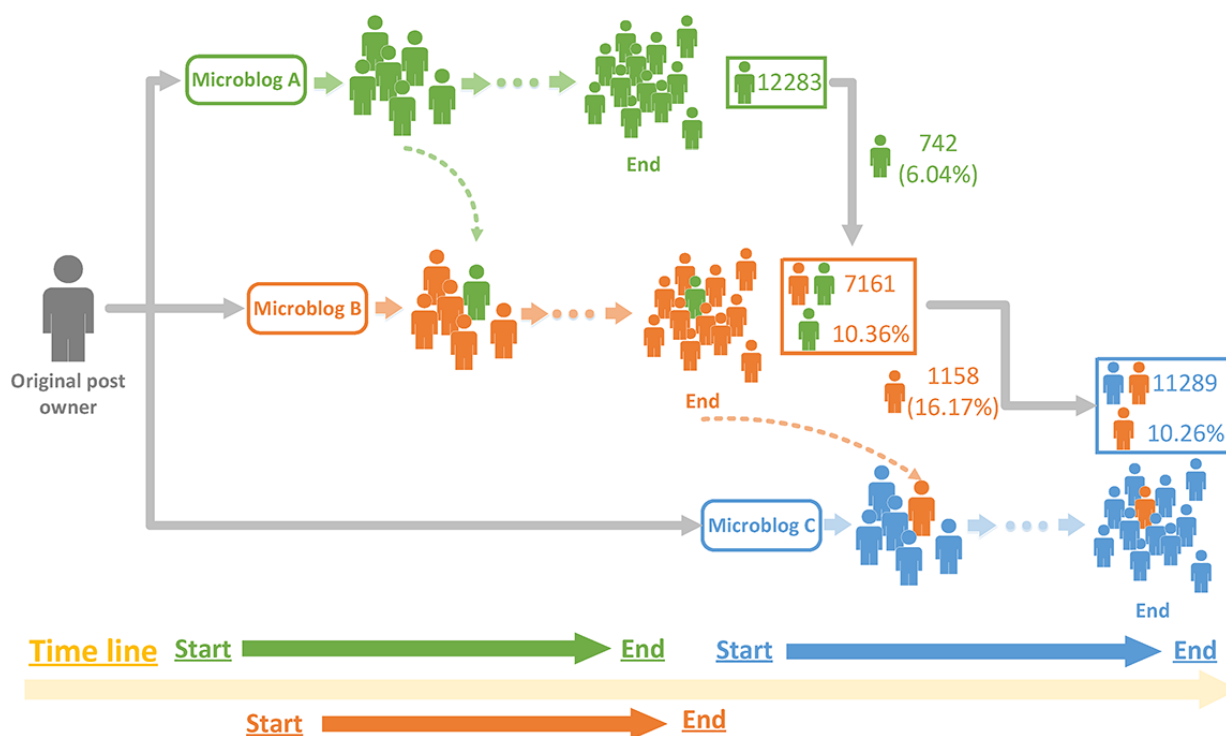 Microblog A
12283
End
742
(6.04%)
Microblog B
7161
10.36%
End
1158
(16.17%)
Original post
owner
11289
10.26%
Microblog C
End
Time line
Start
End
Start
End
Start
End